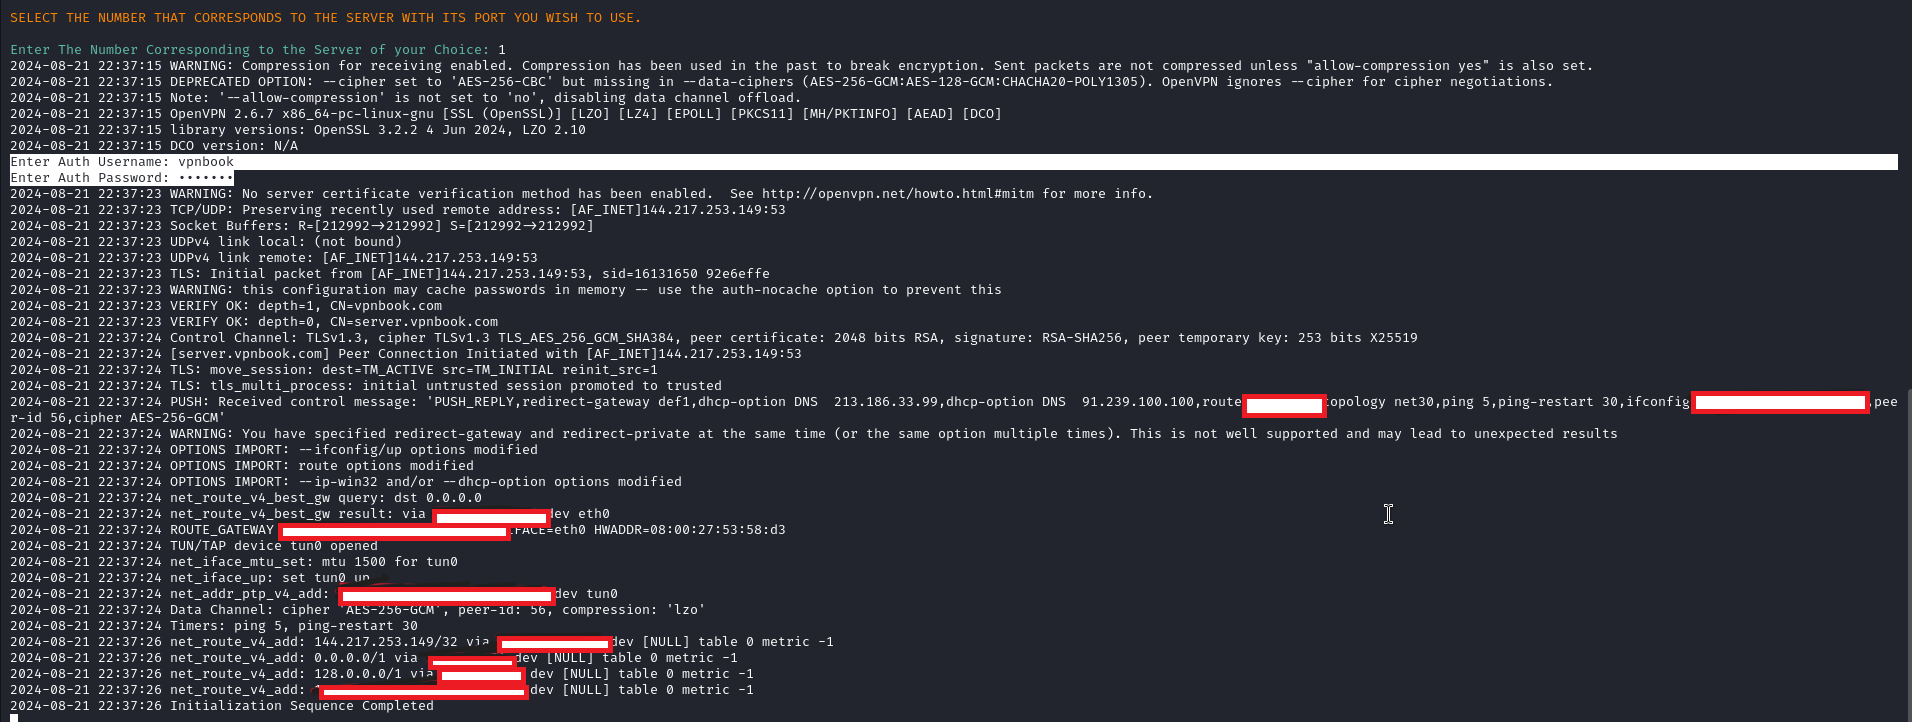 SELECT THE NUMBER THAT CORRESPONDS TO THE SERVER WITH ITS PORT YOU WISH TO USE.
Enter The Number Corresponding to the Server of your Choice: 1
2024-08-21 22:37:15 WARNING: Compression for receiving enabled. Compression has been used in the past to break encryption. Sent packets are not compressed unless "allow-compression yes" is also set.
2024-08-21 22:37:15 DEPRECATED OPTION: --cipher set to 'AES-256-CBC' but missing in --data-ciphers (AES-256-GCM:AES-128-GCM:CHACHA20-POLY1305). OpenVPN ignores --cipher for cipher negotiations.
2024-08-21 22:37:15 Note: '--allow-compression' is not set to 'no', disabling data channel offload.
2024-08-21 22:37:15 OpenVPN 2.6.7 x86_64-pc-linux-gnu [SSL (OpenSSL)] [LZO] [LZ4] [EPOLL] [PKCS11] [MH/PKTINFO] [AEAD] [DCO]
2024-08-21 22:37:15 library versions: OpenSSL 3.2.2 4 Jun 2024, LZO 2.10
2024-08-21 22:37:15 DCO version: N/A
Enter Auth Username: vpnbook
Enter Auth Password: •••••••
2024-08-21 22:37:23 WARNING: No server certificate verification method has been enabled.  See http://openvpn.net/howto.html#mitm for more info.
2024-08-21 22:37:23 TCP/UDP: Preserving recently used remote address: [AF_INET]144.217.253.149:53
2024-08-21 22:37:23 Socket Buffers: R=[212992->212992] S=[212992->212992]
2024-08-21 22:37:23 UDPv4 link local: (not bound)
2024-08-21 22:37:23 UDPv4 link remote: [AF_INET]144.217.253.149:53
2024-08-21 22:37:23 TLS: Initial packet from [AF_INET]144.217.253.149:53, sid=16131650 92e6effe
2024-08-21 22:37:23 WARNING: this configuration may cache passwords in memory -- use the auth-nocache option to prevent this
2024-08-21 22:37:23 VERIFY OK: depth=1, CN=vpnbook.com
2024-08-21 22:37:23 VERIFY OK: depth=0, CN=server.vpnbook.com
2024-08-21 22:37:24 Control Channel: TLSv1.3, cipher TLSv1.3 TLS_AES_256_GCM_SHA384, peer certificate: 2048 bits RSA, signature: RSA-SHA256, peer temporary key: 253 bits X25519
2024-08-21 22:37:24 [server.vpnbook.com] Peer Connection Initiated with [AF_INET]144.217.253.149:53
2024-08-21 22:37:24 TLS: move_session: dest=TM_ACTIVE src=TM_INITIAL reinit_src=1
2024-08-21 22:37:24 TLS: tls_multi_process: initial untrusted session promoted to trusted
2024-08-21 22:37:24 PUSH: Received control message: 'PUSH_REPLY,redirect-gateway def1,dhcp-option DNS  213.186.33.99,dhcp-option DNS  91.239.100.100,route topology net30,ping 5,ping-restart 30,ifconfig ,pee
r-id 56,cipher AES-256-GCM'
2024-08-21 22:37:24 WARNING: You have specified redirect-gateway and redirect-private at the same time (or the same option multiple times). This is not well supported and may lead to unexpected results
2024-08-21 22:37:24 OPTIONS IMPORT: --ifconfig/up options modified
2024-08-21 22:37:24 OPTIONS IMPORT: route options modified
2024-08-21 22:37:24 OPTIONS IMPORT: --ip-win32 and/or --dhcp-option options modified
2024-08-21 22:37:24 net_route_v4_best_gw query: dst 0.0.0.0
2024-08-21 22:37:24 net_route_v4_best_gw result: via dev eth0
2024-08-21 22:37:24 ROUTE_GATEWAY IFACE=eth0 HWADDR=08:00:27:53:58:d3
2024-08-21 22:37:24 TUN/TAP device tun0 opened
2024-08-21 22:37:24 net_iface_mtu_set: mtu 1500 for tun0
2024-08-21 22:37:24 net_iface_up: set tun0 up
2024-08-21 22:37:24 net_addr_ptp_v4_add: dev tun0
2024-08-21 22:37:24 Data Channel: cipher 'AES-256-GCM', peer-id: 56, compression: 'lzo'
2024-08-21 22:37:24 Timers: ping 5, ping-restart 30
2024-08-21 22:37:26 net_route_v4_add: 144.217.253.149/32 via dev [NULL] table 0 metric -1
2024-08-21 22:37:26 net_route_v4_add: 0.0.0.0/1 via dev [NULL] table 0 metric -1
2024-08-21 22:37:26 net_route_v4_add: 128.0.0.0/1 via dev [NULL] table 0 metric -1
2024-08-21 22:37:26 net_route_v4_add: dev [NULL] table 0 metric -1
2024-08-21 22:37:26 Initialization Sequence Completed